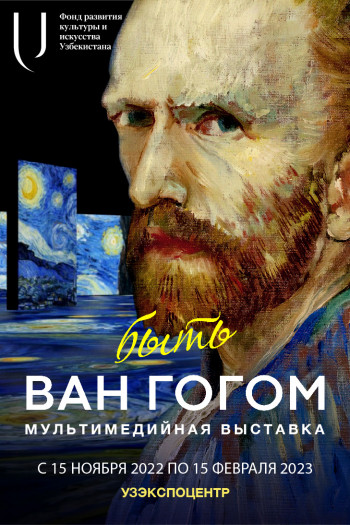 Фонд развития
культуры и
искусства
Узбекистана
быть
ВАН ГОГОМ
МУЛЬТИМЕДИЙНАЯ ВЫСТАВКА
С 15 НОЯБРЯ 2022 ПО 15 ФЕВРАЛЯ 2023
УЗЭКСПОЦЕНТР